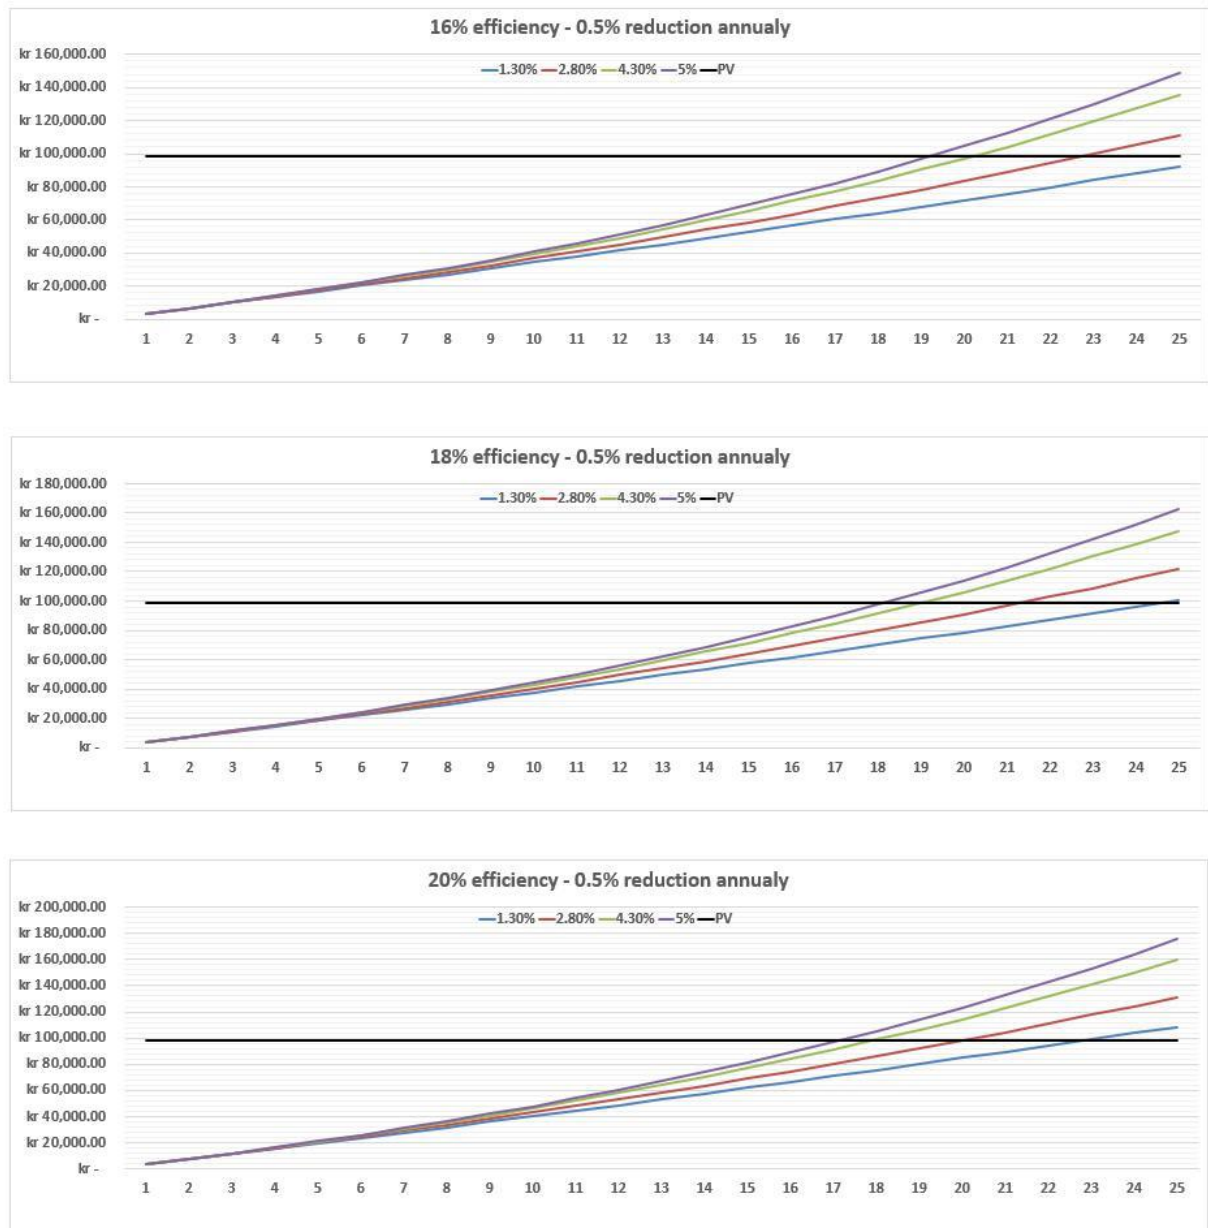 16% efficiency - 0.5% reduction annualy
kr 160,000.00
1.30% 2.80% 4.30% 5% PV
kr 140,000.00
kr 120,000.00
kr 100,000.00
kr 80,000.00
kr 60,000.00
kr 40,000.00
kr 20,000.00
kr -
1 2 3 4 5 6 7 8 9 10 11 12 13 14 15 16 17 18 19 20 21 22 23 24 25
18% efficiency - 0.5% reduction annualy
kr 180,000.00
1.30% 2.80% 4.30% 5% PV
kr 160,000.00
kr 140,000.00
kr 120,000.00
kr 100,000.00
kr 80,000.00
kr 60,000.00
kr 40,000.00
kr 20,000.00
kr -
1 2 3 4 5 6 7 8 9 10 11 12 13 14 15 16 17 18 19 20 21 22 23 24 25
20% efficiency - 0.5% reduction annualy
kr 200,000.00
1.30% 2.80% 4.30% 5% PV
kr 180,000.00
kr 160,000.00
kr 140,000.00
kr 120,000.00
kr 100,000.00
kr 80,000.00
kr 60,000.00
kr 40,000.00
kr 20,000.00
kr -
1 2 3 4 5 6 7 8 9 10 11 12 13 14 15 16 17 18 19 20 21 22 23 24 25